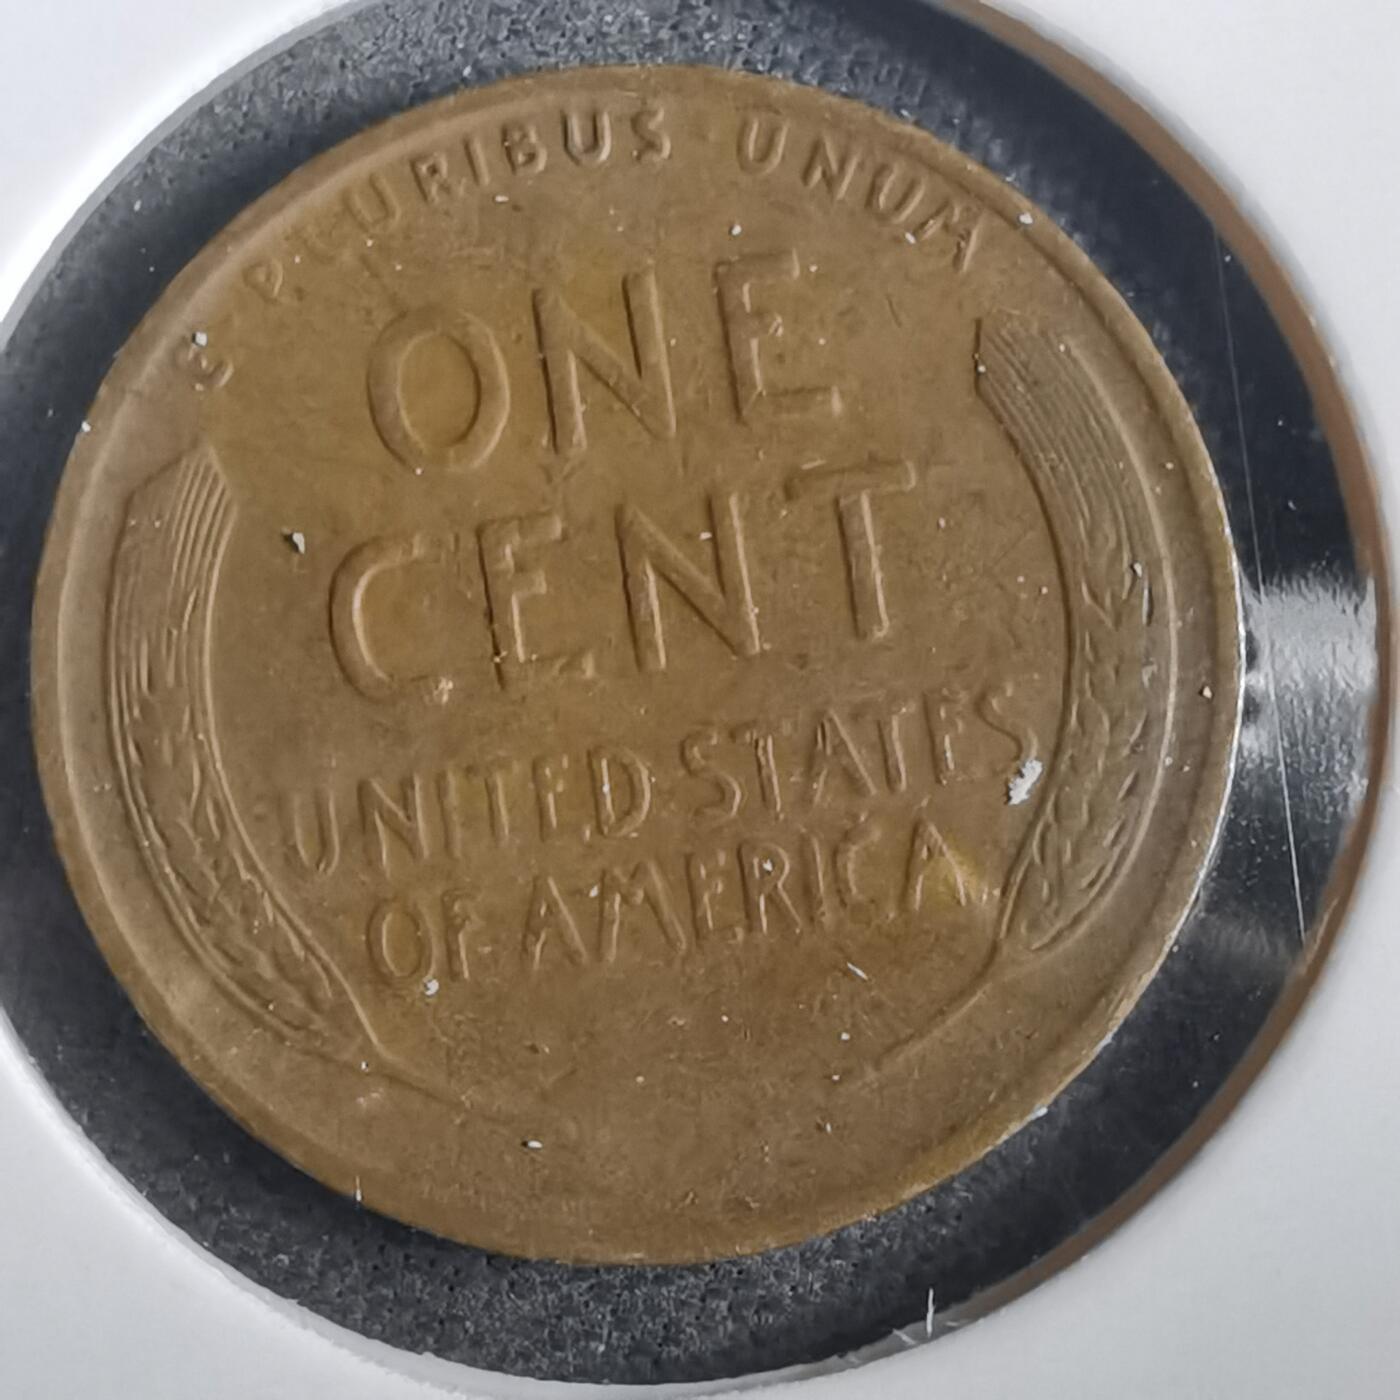 E PLURIBUS UNUM
ONE
CENT
UNITED STATES
OF AMERICA